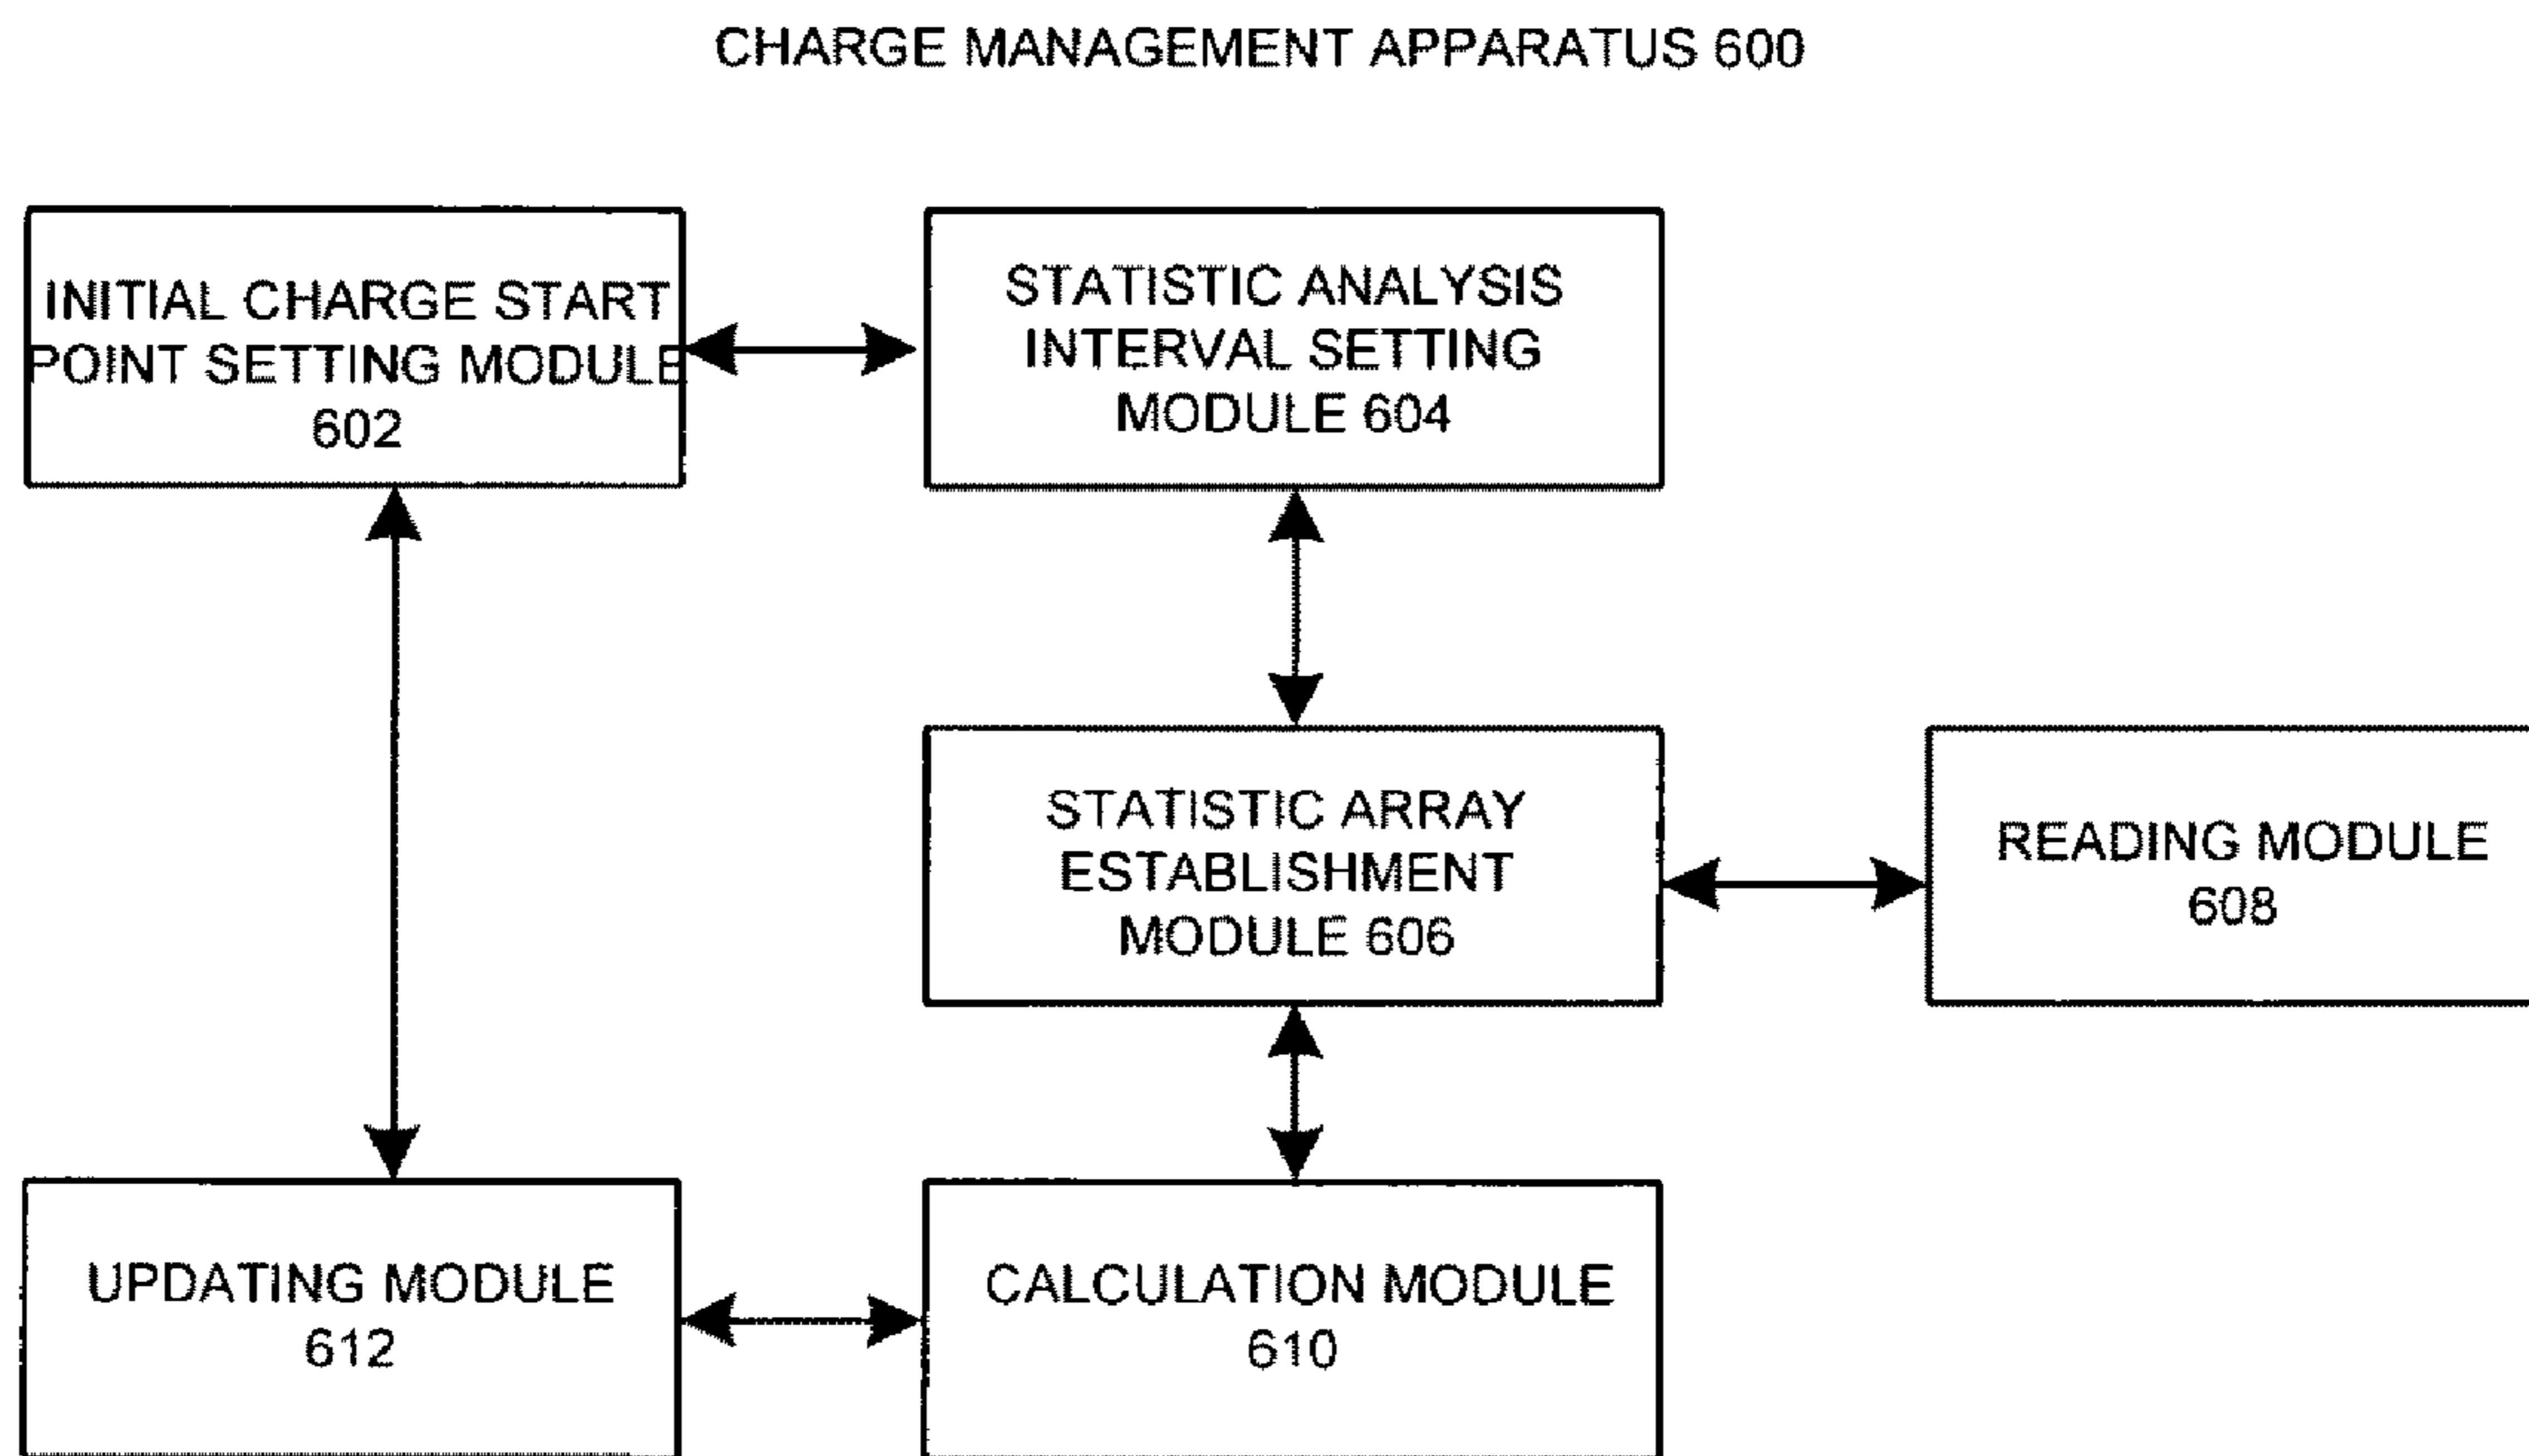 CHARGE MANAGEMENT APPARATUS 600
INITIAL CHARGE START
POINT SETTING MODULE
602
STATISTIC ANALYSIS
INTERVAL SETTING
MODULE 604
STATISTIC ARRAY
ESTABLISHMENT
MODULE 606
READING MODULE
608
UPDATING MODULE
612
CALCULATION MODULE
610